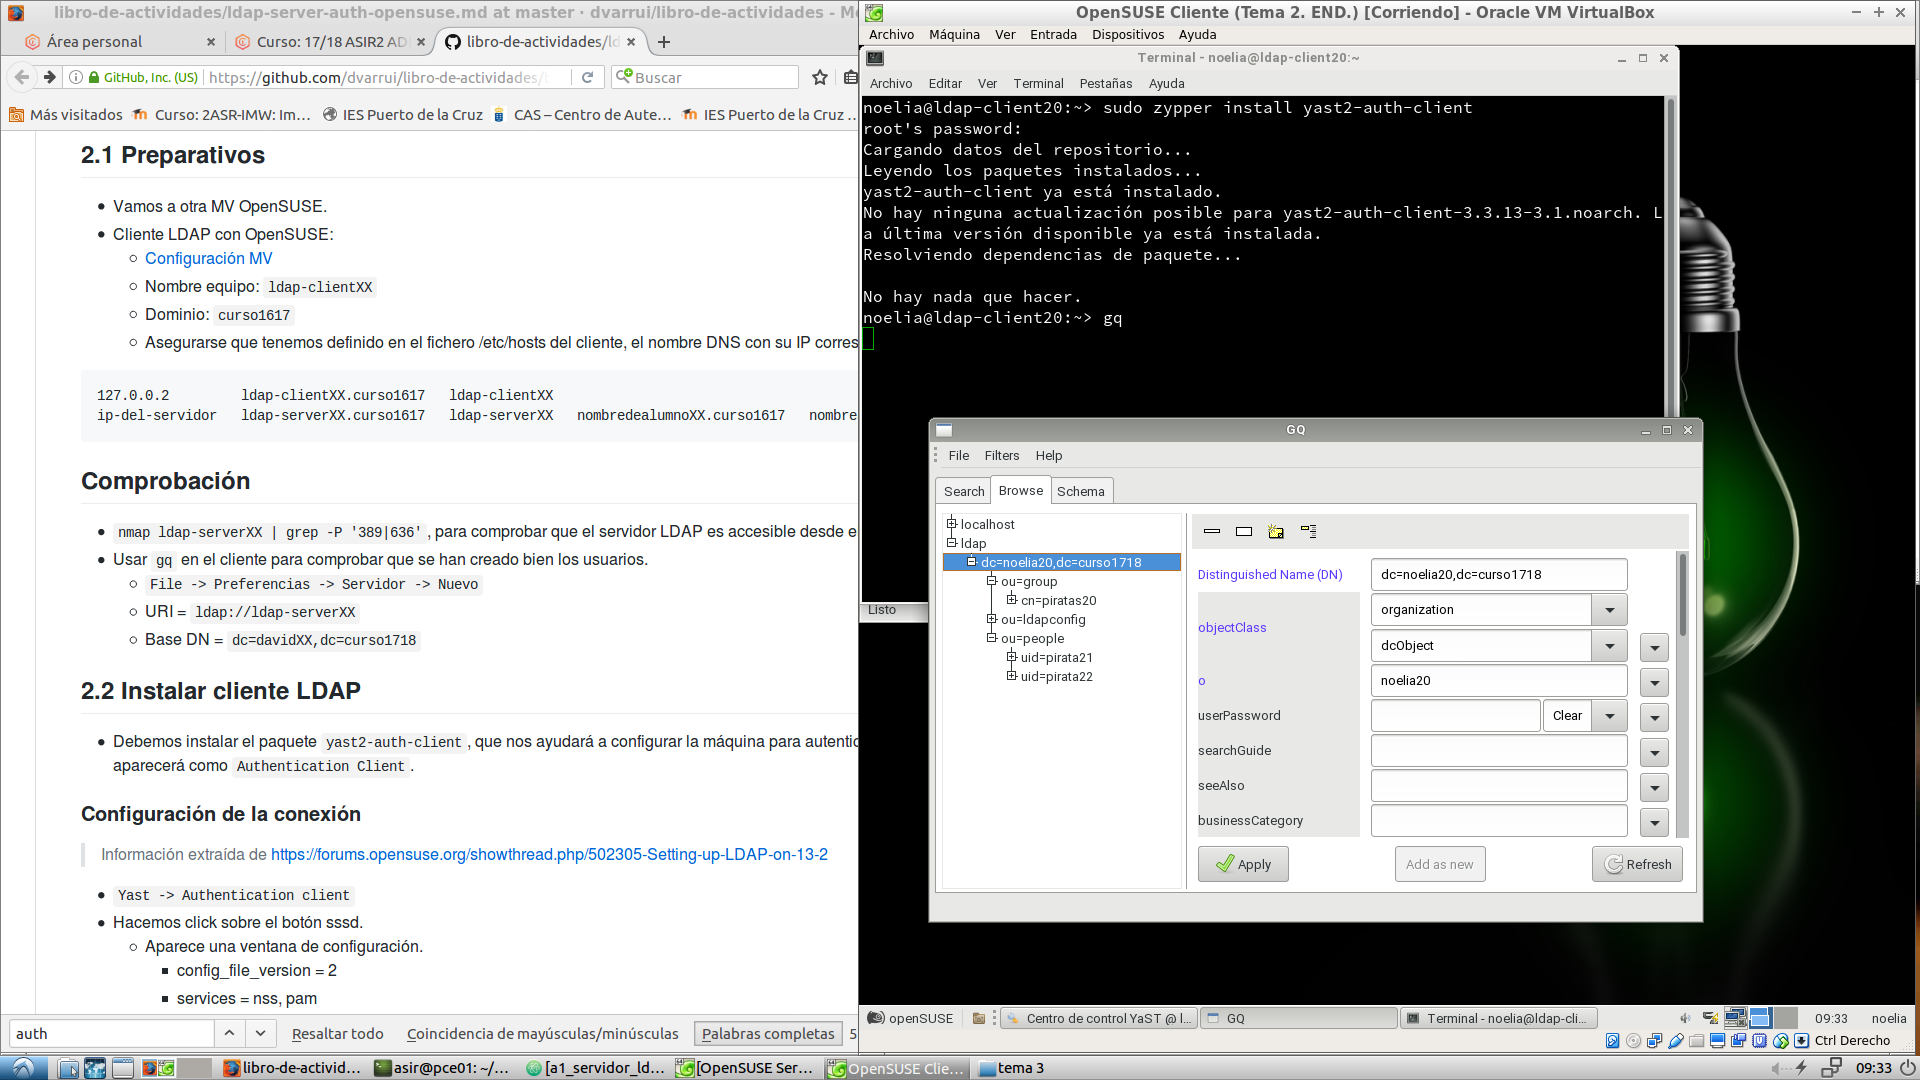 libro-de-actividades/ldap-server-auth-opensuse.md at master · dvarrui/libro-de-actividades - Mo
Área personal
Curso: 17/18 ASIR2 AD
libro-de-actividades/ld
GitHub, Inc. (US)
https://github.com/dvarrui/libro-de-actividades/
Buscar
Más visitados
Curso: 2ASR-IMW: Im...
IES Puerto de la Cruz
CAS – Centro de Aute...
IES Puerto de la Cruz ...
2.1 Preparativos
Vamos a otra MV OpenSUSE.
Cliente LDAP con OpenSUSE:
Configuración MV
Nombre equipo: ldap-clientXX
Dominio: curso1617
Asegurarse que tenemos definido en el fichero /etc/hosts del cliente, el nombre DNS con su IP corres
127.0.0.2 ldap-clientXX.curso1617 ldap-clientXX
ip-del-servidor ldap-serverXX.curso1617 ldap-serverXX nombredealumnoXX.curso1617 nombre
Comprobación
nmap ldap-serverXX | grep -P '389|636' , para comprobar que el servidor LDAP es accesible desde e
Usar gq en el cliente para comprobar que se han creado bien los usuarios.
File -> Preferencias -> Servidor -> Nuevo
URI = ldap://ldap-serverXX
Base DN = dc=davidXX,dc=curso1718
2.2 Instalar cliente LDAP
Debemos instalar el paquete yast2-auth-client , que nos ayudará a configurar la máquina para autentic
aparecerá como Authentication Client .
Configuración de la conexión
Información extraída de https://forums.opensuse.org/showthread.php/502305-Setting-up-LDAP-on-13-2
Yast -> Authentication client
Hacemos click sobre el botón sssd.
Aparece una ventana de configuración.
config_file_version = 2
services = nss, pam
auth
Resaltar todo
Coincidencia de mayúsculas/minúsculas
Palabras completas
5
OpenSUSE Cliente (Tema 2. END.) [Corriendo] - Oracle VM VirtualBox
Archivo Máquina Ver Entrada Dispositivos Ayuda
Terminal - noelia@ldap-client20:~
Archivo Editar Ver Terminal Pestañas Ayuda
noelia@ldap-client20:~> sudo zypper install yast2-auth-client
root's password:
Cargando datos del repositorio...
Leyendo los paquetes instalados...
yast2-auth-client ya está instalado.
No hay ninguna actualización posible para yast2-auth-client-3.3.13-3.1.noarch. L
a última versión disponible ya está instalada.
Resolviendo dependencias de paquete...
No hay nada que hacer.
noelia@ldap-client20:~> gq
Listo
GQ
File Filters Help
Search Browse Schema
localhost
ldap
dc=noelia20,dc=curso1718
ou=group
cn=piratas20
ou=ldapconfig
ou=people
uid=pirata21
uid=pirata22
Distinguished Name (DN) dc=noelia20,dc=curso1718
objectClass
organization
dcObject
o noelia20
userPassword Clear
searchGuide
seeAlso
businessCategory
Apply
Add as new
Refresh
openSUSE
Centro de control YaST @ l...
GQ
Terminal - noelia@ldap-cli...
09:33
noelia
Ctrl Derecho
libro-de-activid...
asir@pce01: ~/...
[a1_servidor_ld...
[OpenSUSE Ser...
OpenSUSE Clie...
tema 3
09:33